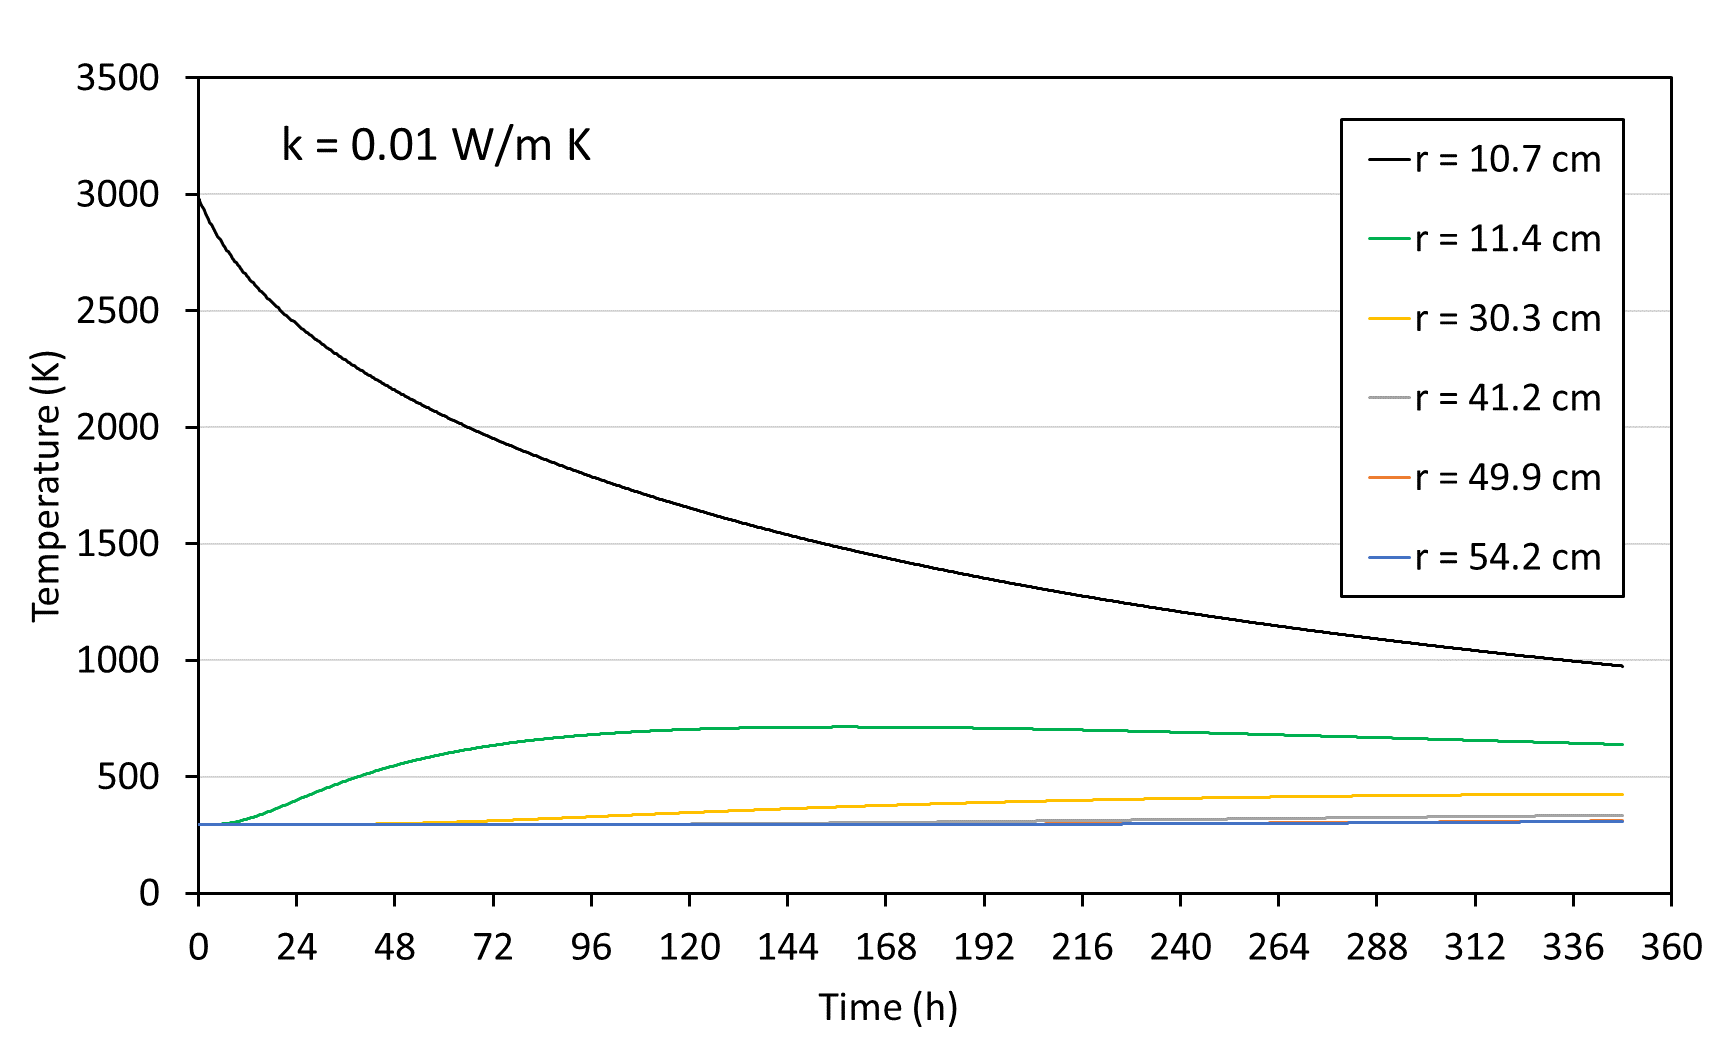 3500
3000
2500
2000
1500
1000
500
0
Temperature (K)
k = 0.01 W/m K
r = 10.7 cm
r = 11.4 cm
r = 30.3 cm
r = 41.2 cm
r = 49.9 cm
r = 54.2 cm
0 24 48 72 96 120 144 168 192 216 240 264 288 312 336 360
Time (h)